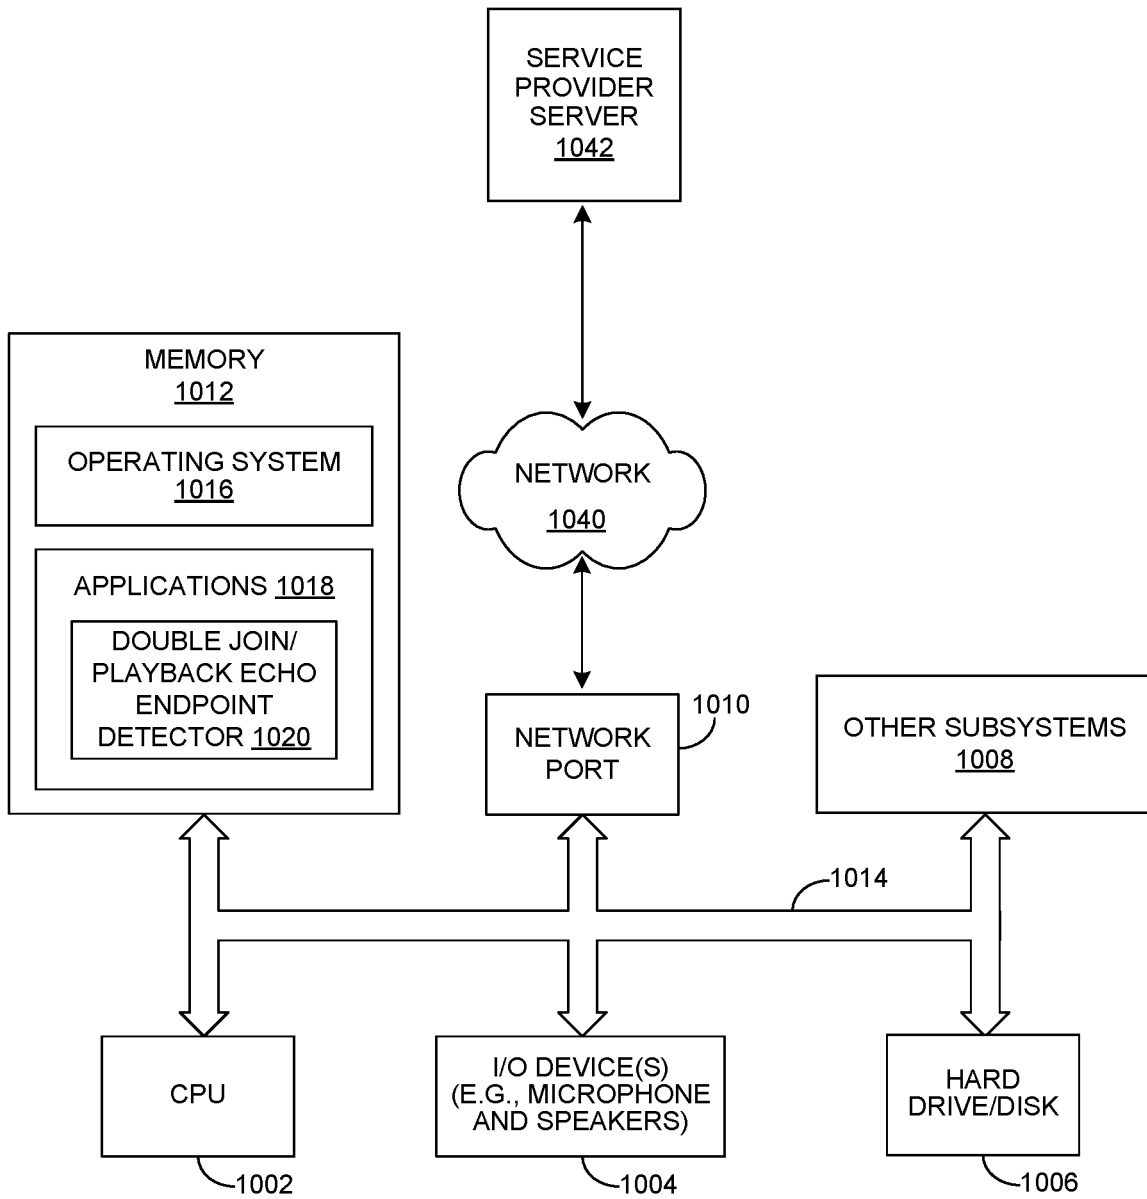 SERVICE
PROVIDER
SERVER
1042
MEMORY
1012
OPERATING SYSTEM
1016
APPLICATIONS 1018
DOUBLE JOIN/
PLAYBACK ECHO
ENDPOINT
DETECTOR 1020
NETWORK
1040
NETWORK
PORT
1010
OTHER SUBSYSTEMS
1008
1014
CPU
1002
I/O DEVICE(S)
(E.G., MICROPHONE
AND SPEAKERS)
1004
HARD
DRIVE/DISK
1006